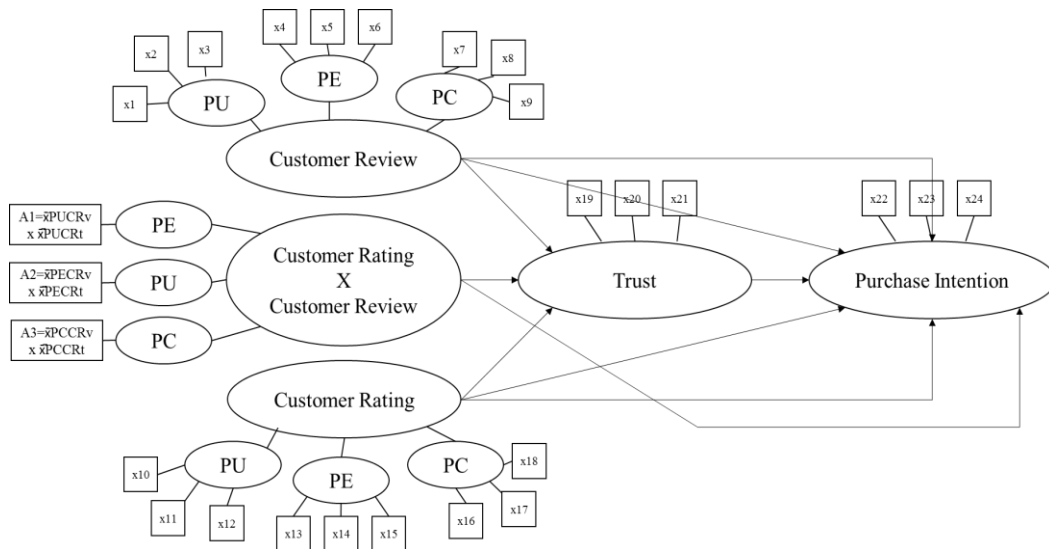 x4
x5
x6
x2
x3
x7
x8
x1
PU
PE
PC
x9
Customer Review
A1=x̄PUCRv
x x̄PUCRt
PE
A2=x̄PECRv
x x̄PECRt
PU
A3=x̄PCCRv
x x̄PCCRt
PC
Customer Rating
X
Customer Review
x19
x20
x21
Trust
x22
x23
x24
Purchase Intention
Customer Rating
x10
PU
PE
PC
x18
x11
x12
x13
x14
x15
x16
x17